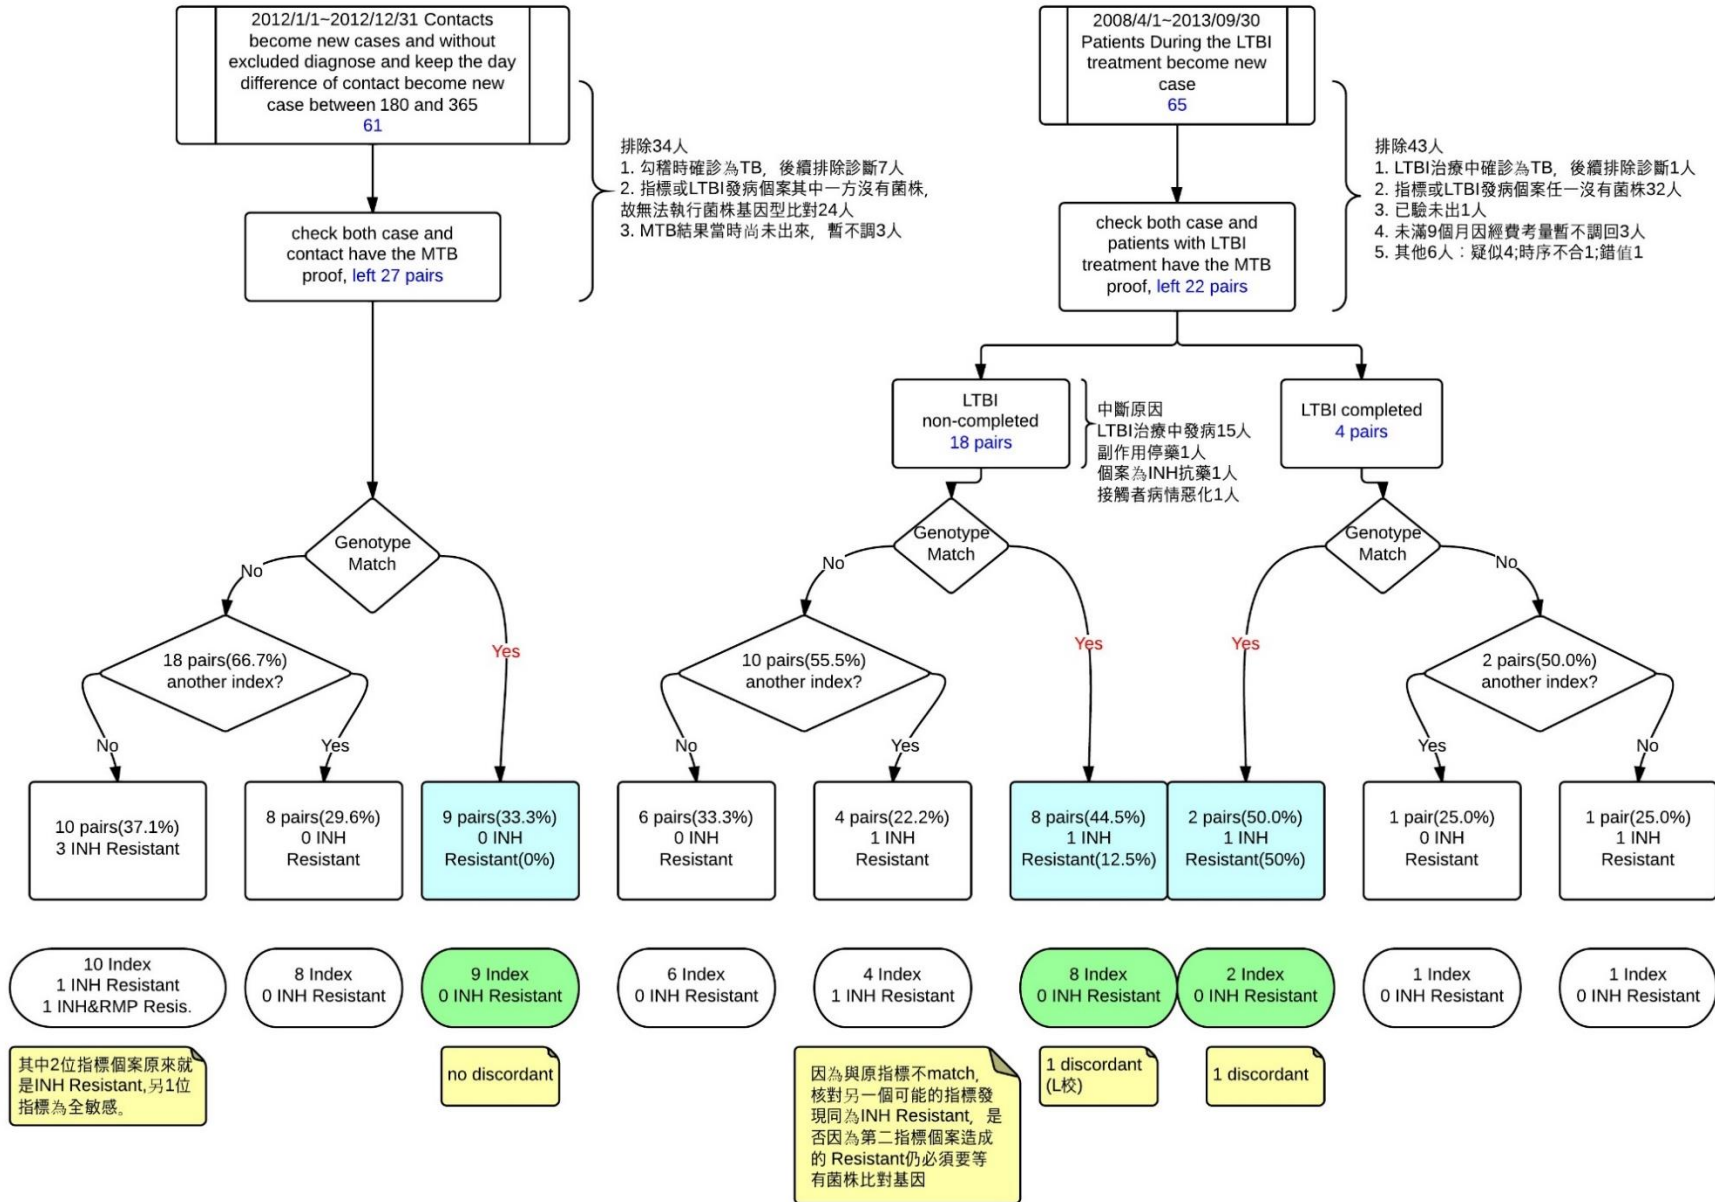 2012/1/1~2012/12/31 Contacts
become new cases and without
excluded diagnose and keep the day
difference of contact become new
case between 180 and 365
61
排除34人
1. 勾稽時確診為TB，後續排除診斷7人
2. 指標或LTBI發病個案其中一方沒有菌株，
故無法執行菌株基因型比對24人
3. MTB結果當時尚未出來，暫不調3人
check both case and
contact have the MTB
proof, left 27 pairs
2008/4/1~2013/09/30
Patients During the LTBI
treatment become new
case
65
排除43人
1. LTBI治療中確診為TB，後續排除診斷1人
2. 指標或LTBI發病個案任一沒有菌株32人
3. 已驗未出1人
4. 未滿9個月因經費考量暫不調回3人
5. 其他6人：疑似4;時序不合1;錯值1
check both case and
patients with LTBI
treatment have the MTB
proof, left 22 pairs
LTBI
non-completed
18 pairs
中斷原因
LTBI治療中發病15人
副作用停藥1人
個案為INH抗藥1人
接觸者病情惡化1人
LTBI completed
4 pairs
Genotype
Match
Genotype
Match
Genotype
Match
No
Yes
No
Yes
Yes
No
18 pairs(66.7%)
another index?
10 pairs(55.5%)
another index?
2 pairs(50.0%)
another index?
No
Yes
No
Yes
Yes
No
10 pairs(37.1%)
3 INH Resistant
8 pairs(29.6%)
0 INH
Resistant
9 pairs(33.3%)
0 INH
Resistant(0%)
6 pairs(33.3%)
0 INH
Resistant
4 pairs(22.2%)
1 INH
Resistant
8 pairs(44.5%)
1 INH
Resistant(12.5%)
2 pairs(50.0%)
1 INH
Resistant(50%)
1 pair(25.0%)
0 INH
Resistant
1 pair(25.0%)
1 INH
Resistant
10 Index
1 INH Resistant
1 INH&RMP Resis.
8 Index
0 INH Resistant
9 Index
0 INH Resistant
6 Index
0 INH Resistant
4 Index
1 INH Resistant
8 Index
0 INH Resistant
2 Index
0 INH Resistant
1 Index
0 INH Resistant
1 Index
0 INH Resistant
其中2位指標個案原來就
是INH Resistant,另1位
指標為全敏感。
no discordant
因為與原指標不match，
核對另一個可能的指標發
現同為INH Resistant，是
否因為第二指標個案造成
的 Resistant仍必須要等
有菌株比對基因
1 discordant
(L校)
1 discordant